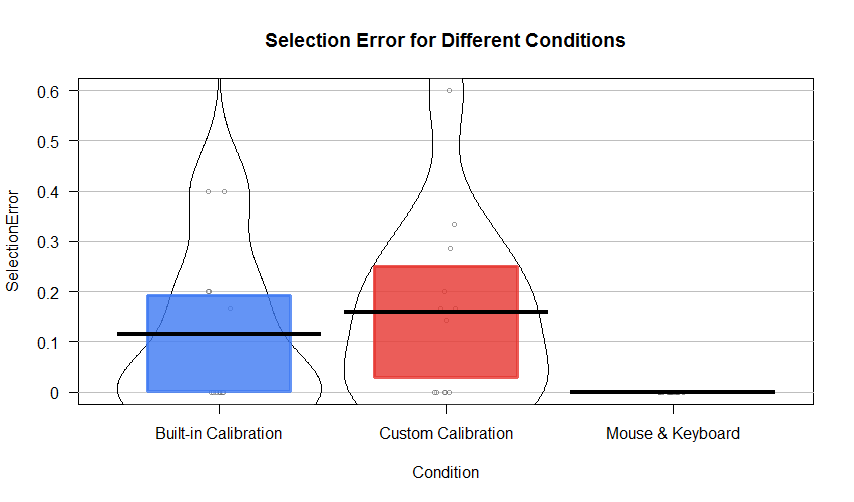 Selection Error for Different Conditions
SelectionError
0.6
0.5
0.4
0.3
0.2
0.1
0
Built-in Calibration
Custom Calibration
Mouse & Keyboard
Condition